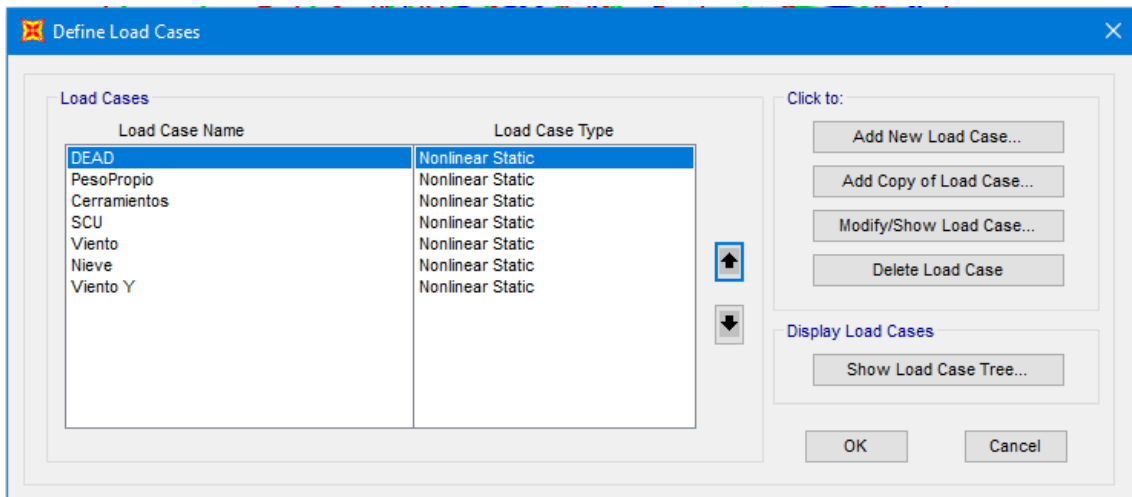 Define Load Cases
Load Cases
Load Case Name Load Case Type
DEAD Nonlinear Static
PesoPropio Nonlinear Static
Cerramientos Nonlinear Static
SCU Nonlinear Static
Viento Nonlinear Static
Nieve Nonlinear Static
Viento Y Nonlinear Static
Click to:
Add New Load Case...
Add Copy of Load Case...
Modify/Show Load Case...
Delete Load Case
Display Load Cases
Show Load Case Tree...
OK Cancel